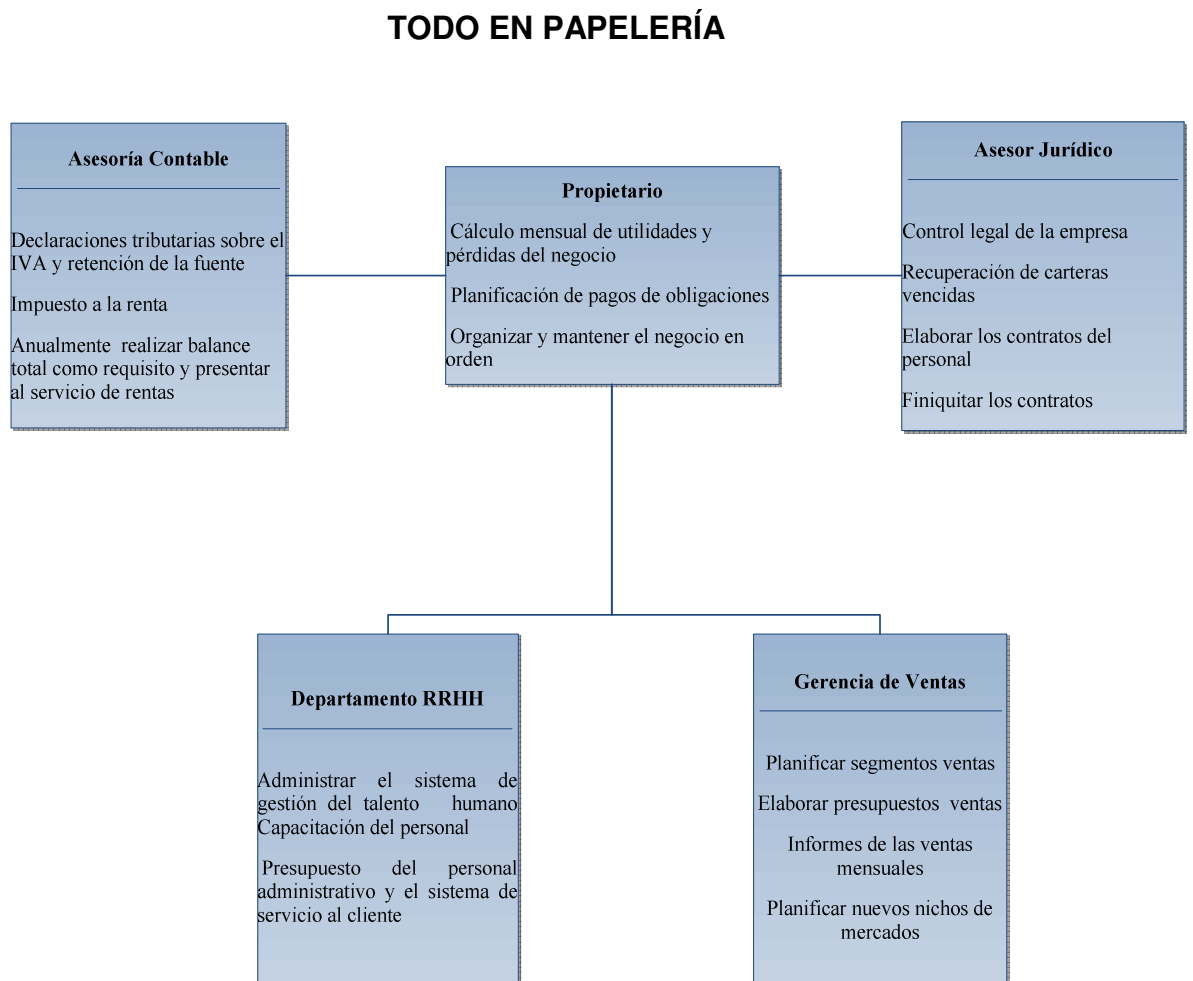 TODO EN PAPELERÍA
Asesoría Contable
Declaraciones tributarias sobre el
IVA y retención de la fuente
Impuesto a la renta
Anualmente realizar balance
total como requisito y presentar
al servicio de rentas
Propietario
Cálculo mensual de utilidades y
pérdidas del negocio
Planificación de pagos de obligaciones
Organizar y mantener el negocio en
orden
Asesor Jurídico
Control legal de la empresa
Recuperación de carteras
vencidas
Elaborar los contratos del
personal
Finiquitar los contratos
Departamento RRHH
Administrar el sistema de
gestión del talento humano
Capacitación del personal
Presupuesto del personal
administrativo y el sistema de
servicio al cliente
Gerencia de Ventas
Planificar segmentos ventas
Elaborar presupuestos ventas
Informes de las ventas
mensuales
Planificar nuevos nichos de
mercados